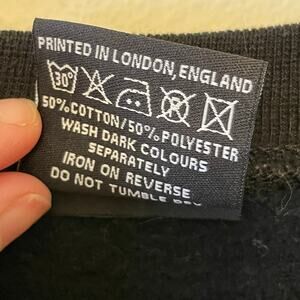 PRINTED IN LONDON, ENGLAND
30°
50% COTTON/50% POLYESTER
WASH DARK COLOURS
SEPARATELY
IRON ON REVERSE
DO NOT TUMBLE DRY